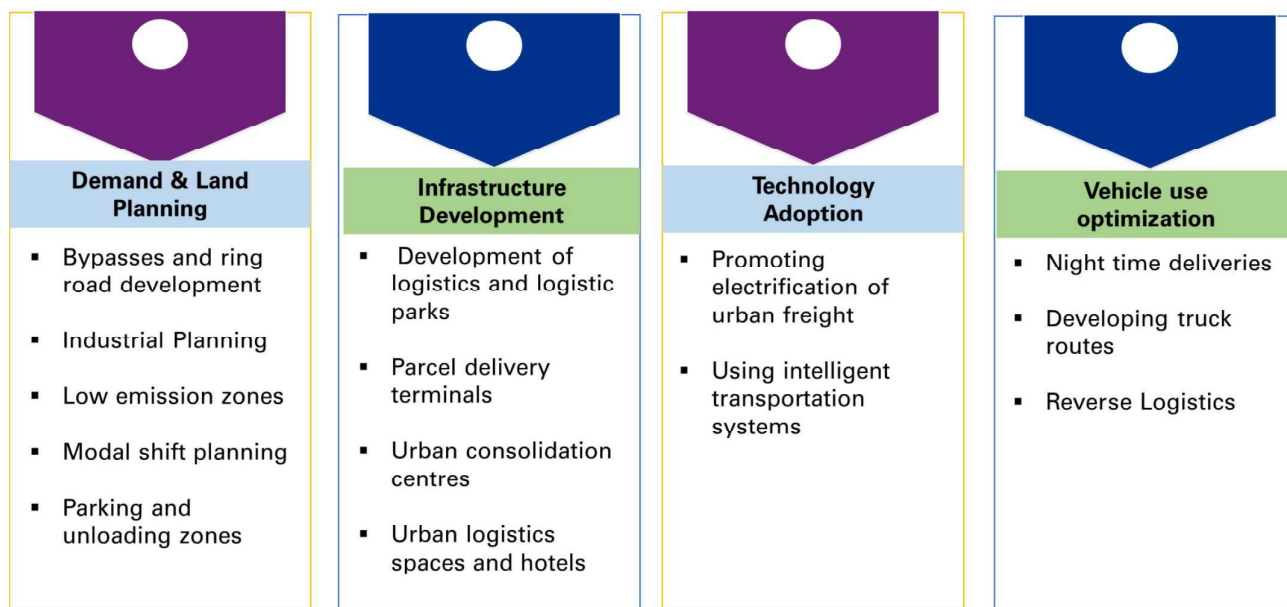 Demand & Land
Planning
▪ Bypasses and ring
road development
▪ Industrial Planning
▪ Low emission zones
▪ Modal shift planning
▪ Parking and
unloading zones
Infrastructure
Development
▪ Development of
logistics and logistic
parks
▪ Parcel delivery
terminals
▪ Urban consolidation
centres
▪ Urban logistics
spaces and hotels
Technology
Adoption
▪ Promoting
electrification of
urban freight
▪ Using intelligent
transportation
systems
Vehicle use
optimization
▪ Night time deliveries
▪ Developing truck
routes
▪ Reverse Logistics